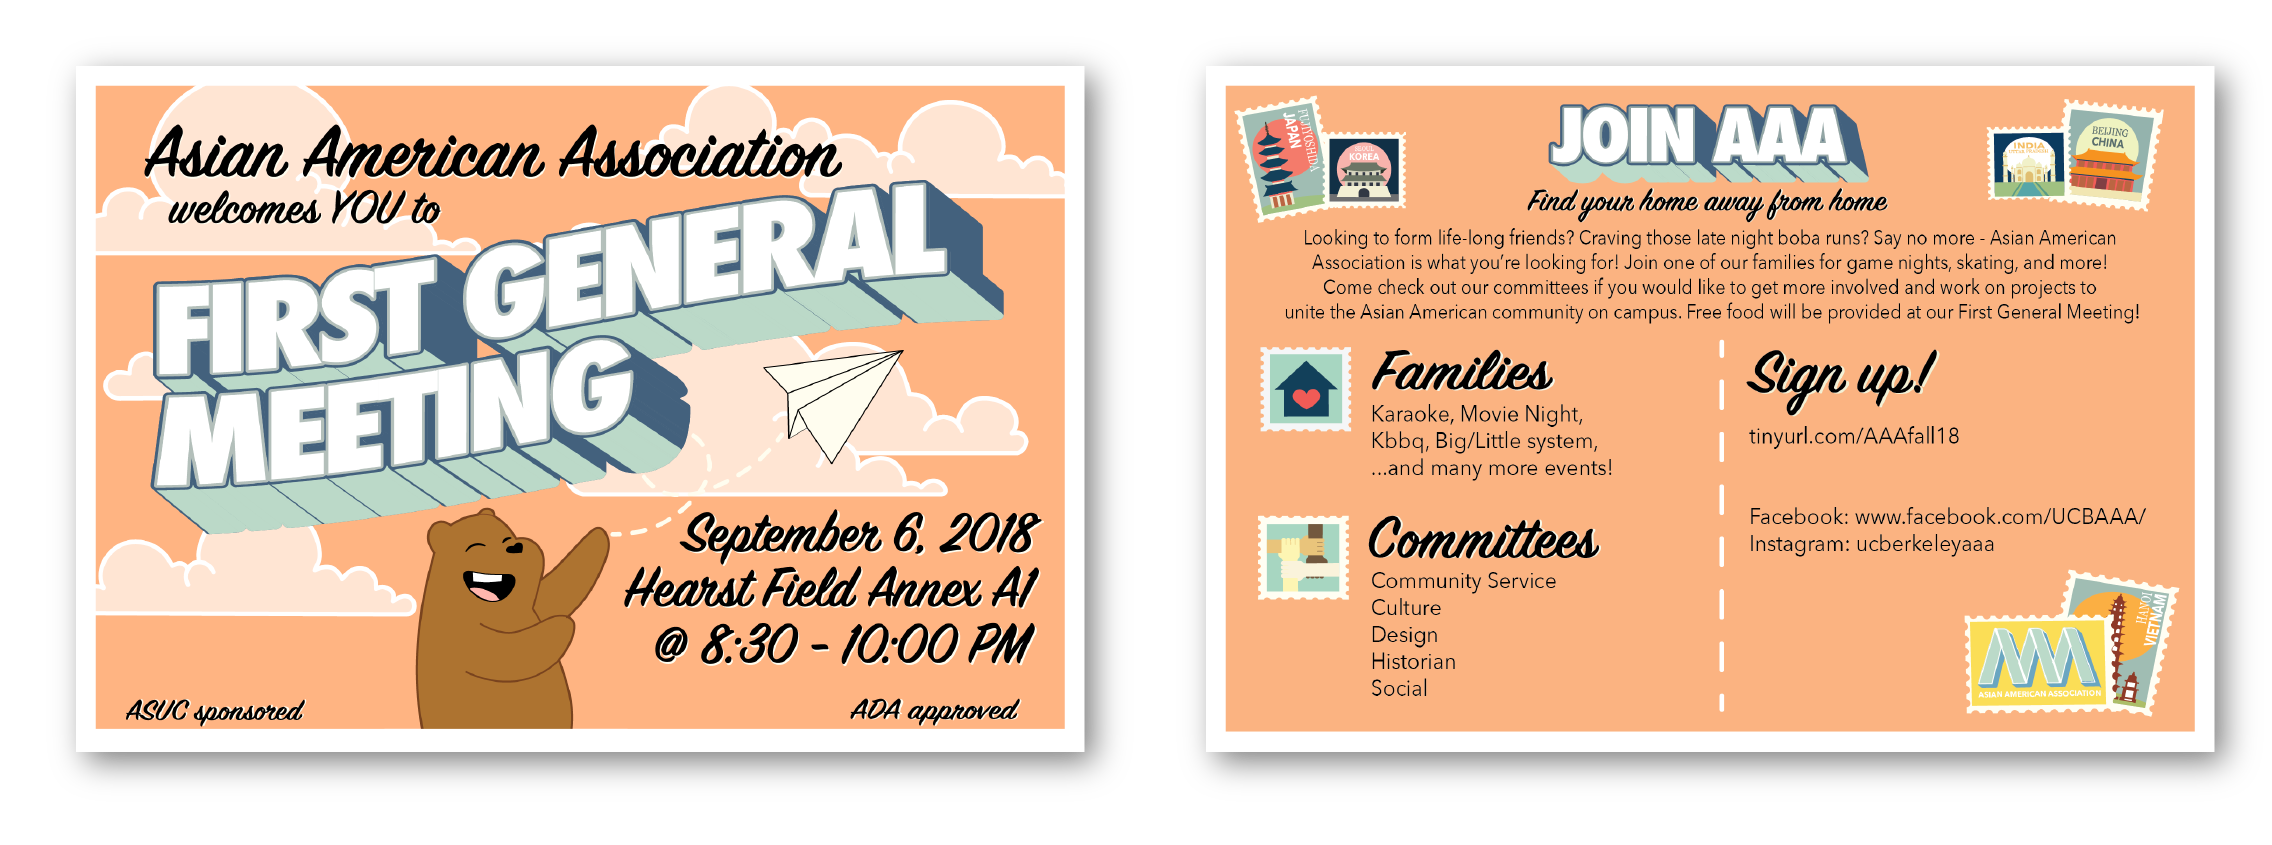 Asian American Association
welcomes YOU to
FIRST GENERAL
MEETING
September 6, 2018
Hearst Field Annex A1
@ 8:30 - 10:00 PM
ASUC sponsored
ADA approved
FUJIYOSHIDA
JAPAN
SEOUL
KOREA
JOIN AAA
INDIA
UTTAR PRADESH
BEIJING
CHINA
Find your home away from home
Looking to form life-long friends? Craving those late night boba runs? Say no more - Asian American
Association is what you're looking for! Join one of our families for game nights, skating, and more!
Come check out our committees if you would like to get more involved and work on projects to
unite the Asian American community on campus. Free food will be provided at our First General Meeting!
Families
Karaoke, Movie Night,
Kbbq, Big/Little system,
...and many more events!
Committees
Community Service
Culture
Design
Historian
Social
Sign up!
tinyurl.com/AAAfall18
Facebook: www.facebook.com/UCBAAA/
Instagram: ucberkeleyaaa
HANOI
VIETNAM
AAA
ASIAN AMERICAN ASSOCIATION